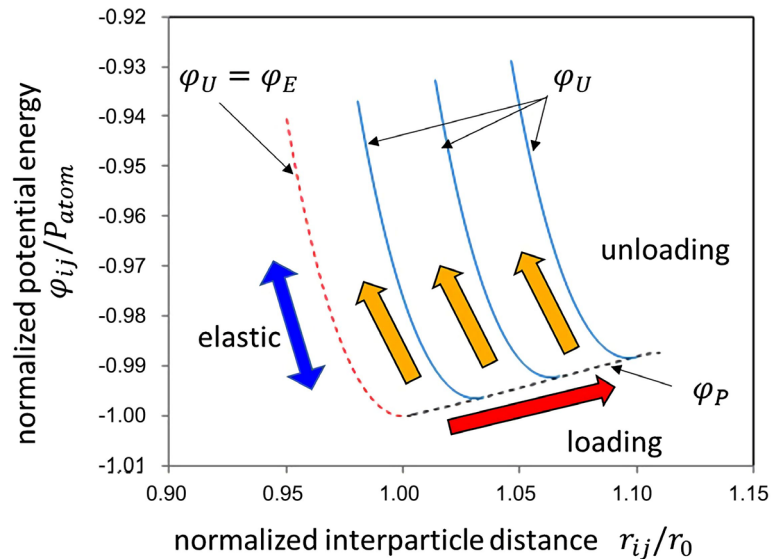 normalized potential energy
φij/Patom
-0.92
-0.93
-0.94
-0.95
-0.96
-0.97
-0.98
-0.99
-1.00
-1.01
0.90
0.95
1.00
1.05
1.10
1.15
φU = φE
φU
unloading
elastic
φP
loading
normalized interparticle distance rij/r0